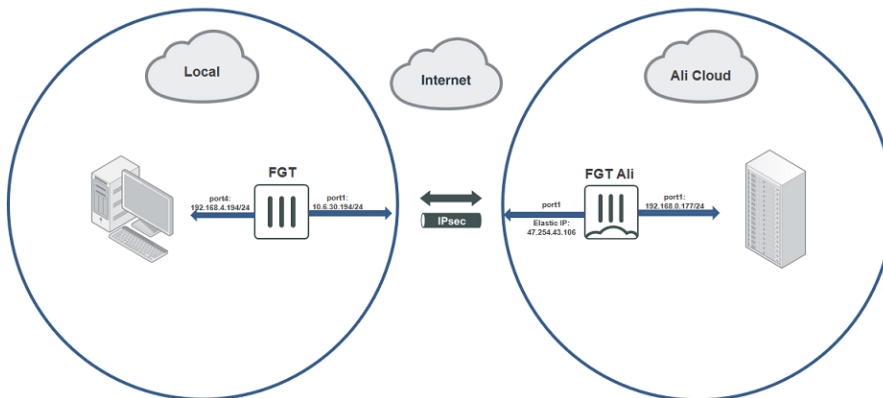 Local
Internet
Ali Cloud
FGT
FGT Ali
port4:
192.168.4.194/24
port1:
10.6.30.194/24
IPsec
port1
Elastic IP:
47.254.43.106
port1:
192.168.0.177/24